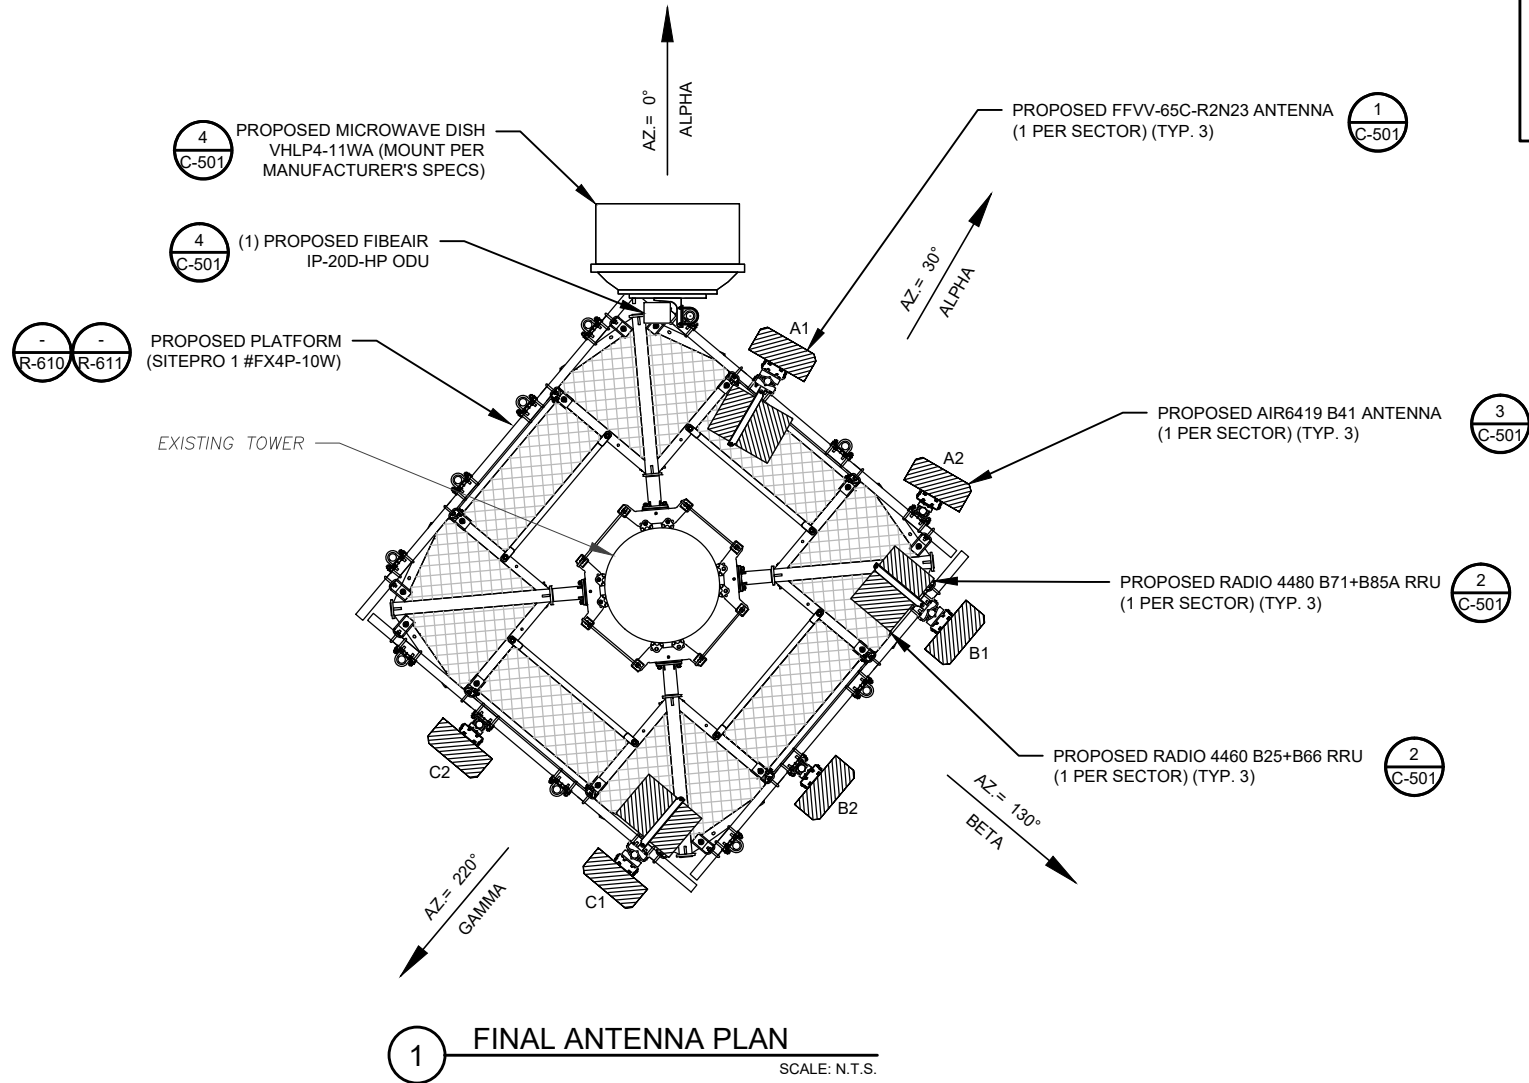 AZ.= 0°
ALPHA
4
C-501
PROPOSED MICROWAVE DISH
VHLP4-11WA (MOUNT PER
MANUFACTURER'S SPECS)
PROPOSED FFVV-65C-R2N23 ANTENNA
(1 PER SECTOR) (TYP. 3)
1
C-501
4
C-501
(1) PROPOSED FIBEAIR
IP-20D-HP ODU
AZ.= 30°
ALPHA
-
R-610
-
R-611
PROPOSED PLATFORM
(SITEPRO 1 #FX4P-10W)
A1
EXISTING TOWER
PROPOSED AIR6419 B41 ANTENNA
(1 PER SECTOR) (TYP. 3)
3
C-501
A2
PROPOSED RADIO 4480 B71+B85A RRU
(1 PER SECTOR) (TYP. 3)
2
C-501
B1
PROPOSED RADIO 4460 B25+B66 RRU
(1 PER SECTOR) (TYP. 3)
2
C-501
C2
B2
AZ.= 130°
BETA
C1
AZ.= 220°
GAMMA
1
FINAL ANTENNA PLAN
SCALE: N.T.S.